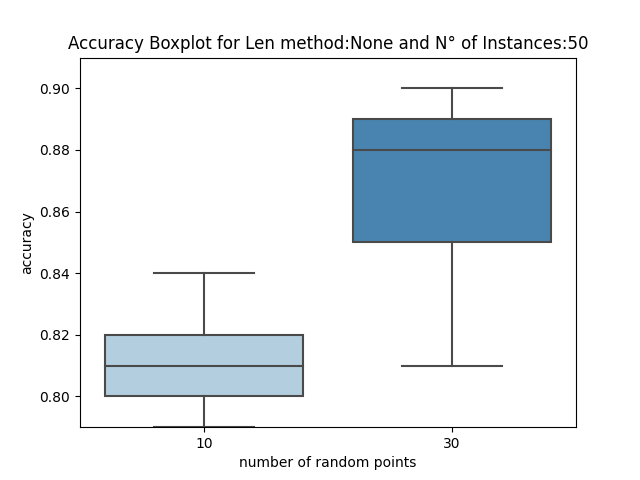 Accuracy Boxplot for Len method:None and N° of Instances:50
accuracy
0.90
0.88
0.86
0.84
0.82
0.80
10 30
number of random points